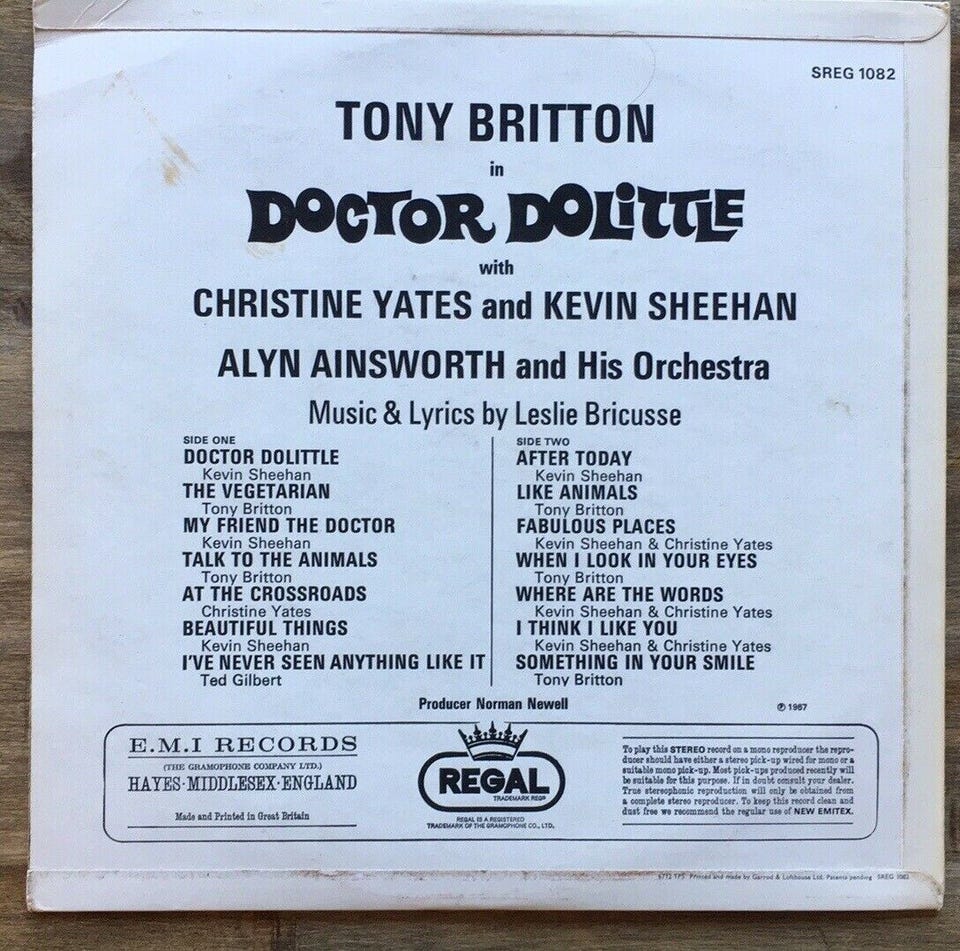 SREG 1082
TONY BRITTON
in
DOCTOR DOLITTLE
with
CHRISTINE YATES and KEVIN SHEEHAN
ALYN AINSWORTH and His Orchestra
Music & Lyrics by Leslie Bricusse
SIDE ONE
DOCTOR DOLITTLE
Kevin Sheehan
THE VEGETARIAN
Tony Britton
MY FRIEND THE DOCTOR
Kevin Sheehan
TALK TO THE ANIMALS
Tony Britton
AT THE CROSSROADS
Christine Yates
BEAUTIFUL THINGS
Kevin Sheehan
I'VE NEVER SEEN ANYTHING LIKE IT
Ted Gilbert
SIDE TWO
AFTER TODAY
Kevin Sheehan
LIKE ANIMALS
Tony Britton
FABULOUS PLACES
Kevin Sheehan & Christine Yates
WHEN I LOOK IN YOUR EYES
Tony Britton
WHERE ARE THE WORDS
Kevin Sheehan & Christine Yates
I THINK I LIKE YOU
Kevin Sheehan & Christine Yates
SOMETHING IN YOUR SMILE
Tony Britton
Producer Norman Newell
℗ 1967
E.M.I RECORDS
(THE GRAMOPHONE COMPANY LTD.)
HAYES·MIDDLESEX·ENGLAND
Made and Printed in Great Britain
REGAL
TRADEMARK REGD
REGAL IS A REGISTERED
TRADEMARK OF THE GRAMOPHONE CO., LTD.
To play this STEREO record on a mono reproducer the repro-
ducer should have either a stereo pick-up wired for mono or a
suitable mono pick-up. Most pick-ups produced recently will
be suitable for this purpose. If in doubt consult your dealer.
True stereophonic reproduction will only be obtained from
a complete stereo reproducer. To keep this record clean and
dust free we recommend the regular use of NEW EMITEX.
6712 TPS Printed and made by Garrod & Lofthouse Ltd. Patents pending SREG 1082